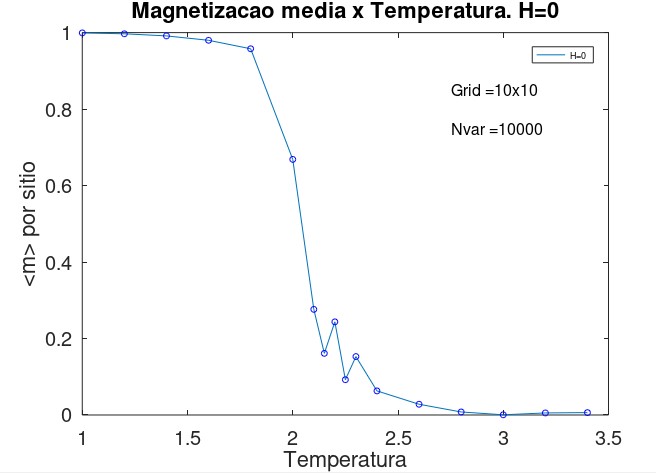 Magnetizacao media x Temperatura. H=0
1
H=0
Grid =10x10
0.8
Nvar =10000
0.6
<m> por sitio
0.4
0.2
0
1 1.5 2 2.5 3 3.5
Temperatura